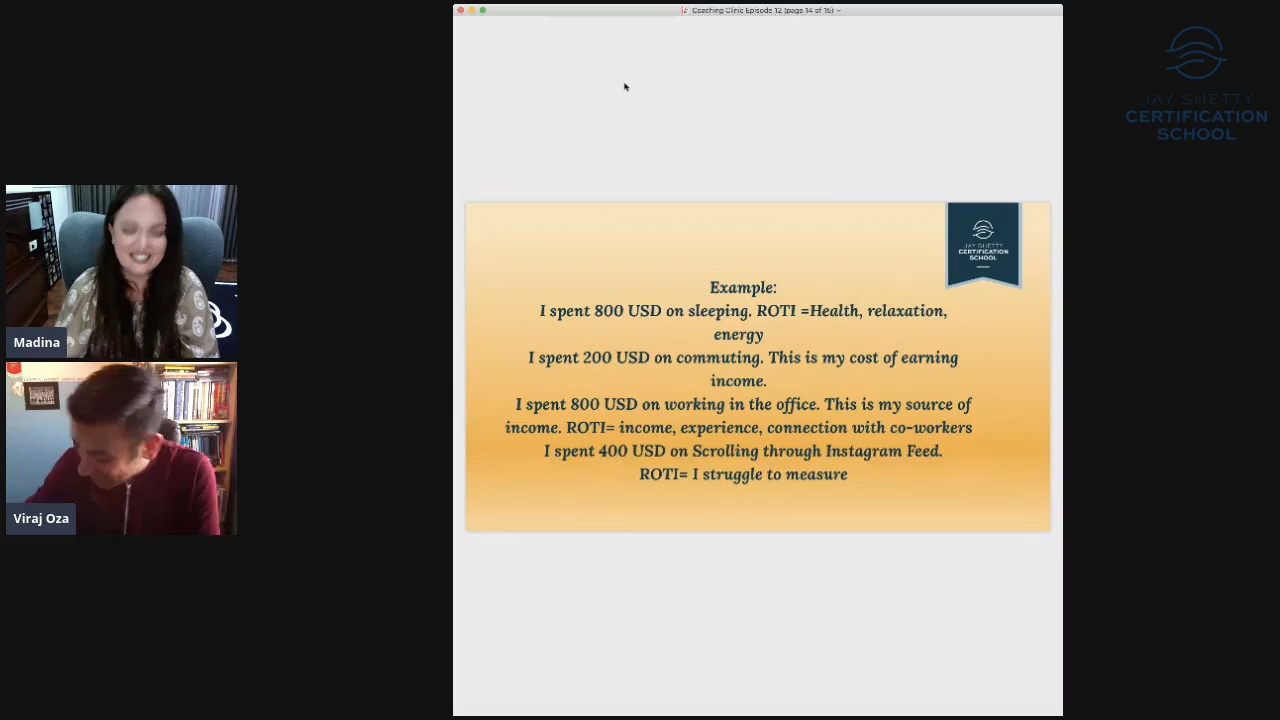 Coaching Clinic Episode 12 (page 14 of 15)
JAY SHETTY
CERTIFICATION
SCHOOL
JAY SHETTY
CERTIFICATION
SCHOOL
Example:
I spent 800 USD on sleeping. ROTI =Health, relaxation,
energy
I spent 200 USD on commuting. This is my cost of earning
income.
I spent 800 USD on working in the office. This is my source of
income. ROTI= income, experience, connection with co-workers
I spent 400 USD on Scrolling through Instagram Feed.
ROTI= I struggle to measure
Madina
Viraj Oza